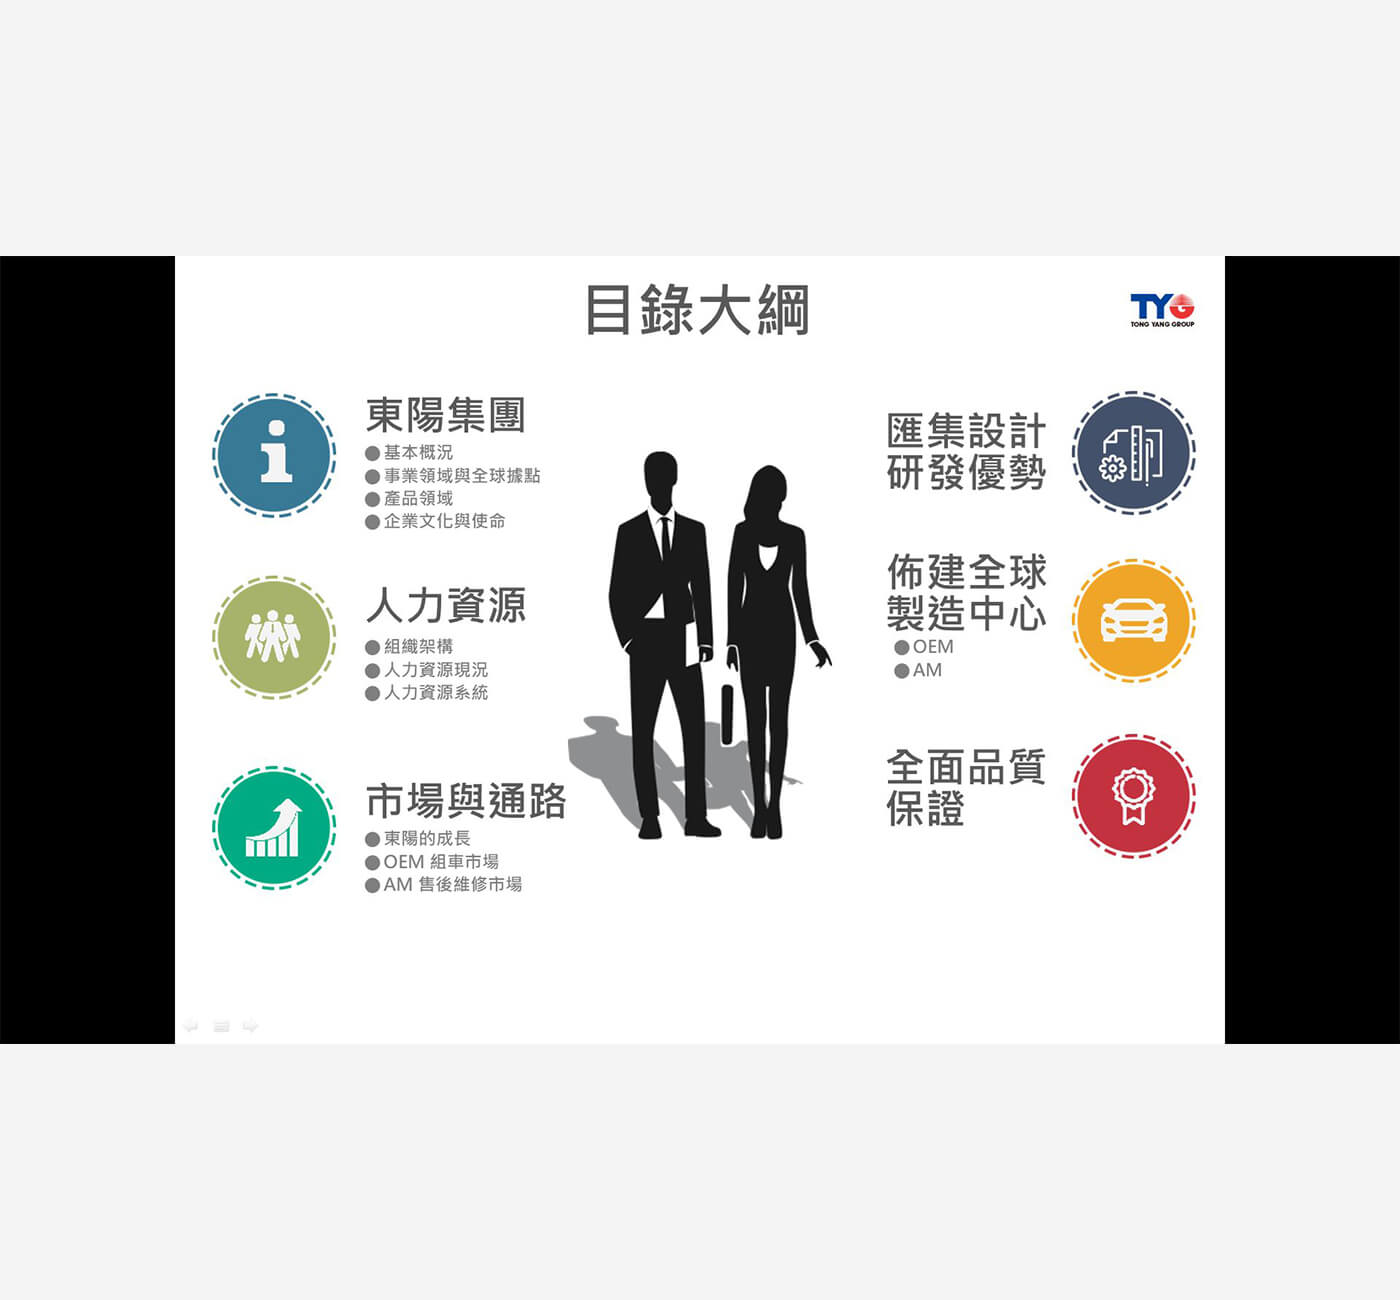 目錄大綱
TYG
TONG YANG GROUP
東陽集團
●基本概況
●事業領域與全球據點
●產品領域
●企業文化與使命
人力資源
●組織架構
●人力資源現況
●人力資源系統
市場與通路
●東陽的成長
●OEM 組車市場
●AM 售後維修市場
匯集設計
研發優勢
佈建全球
製造中心
●OEM
●AM
全面品質
保證